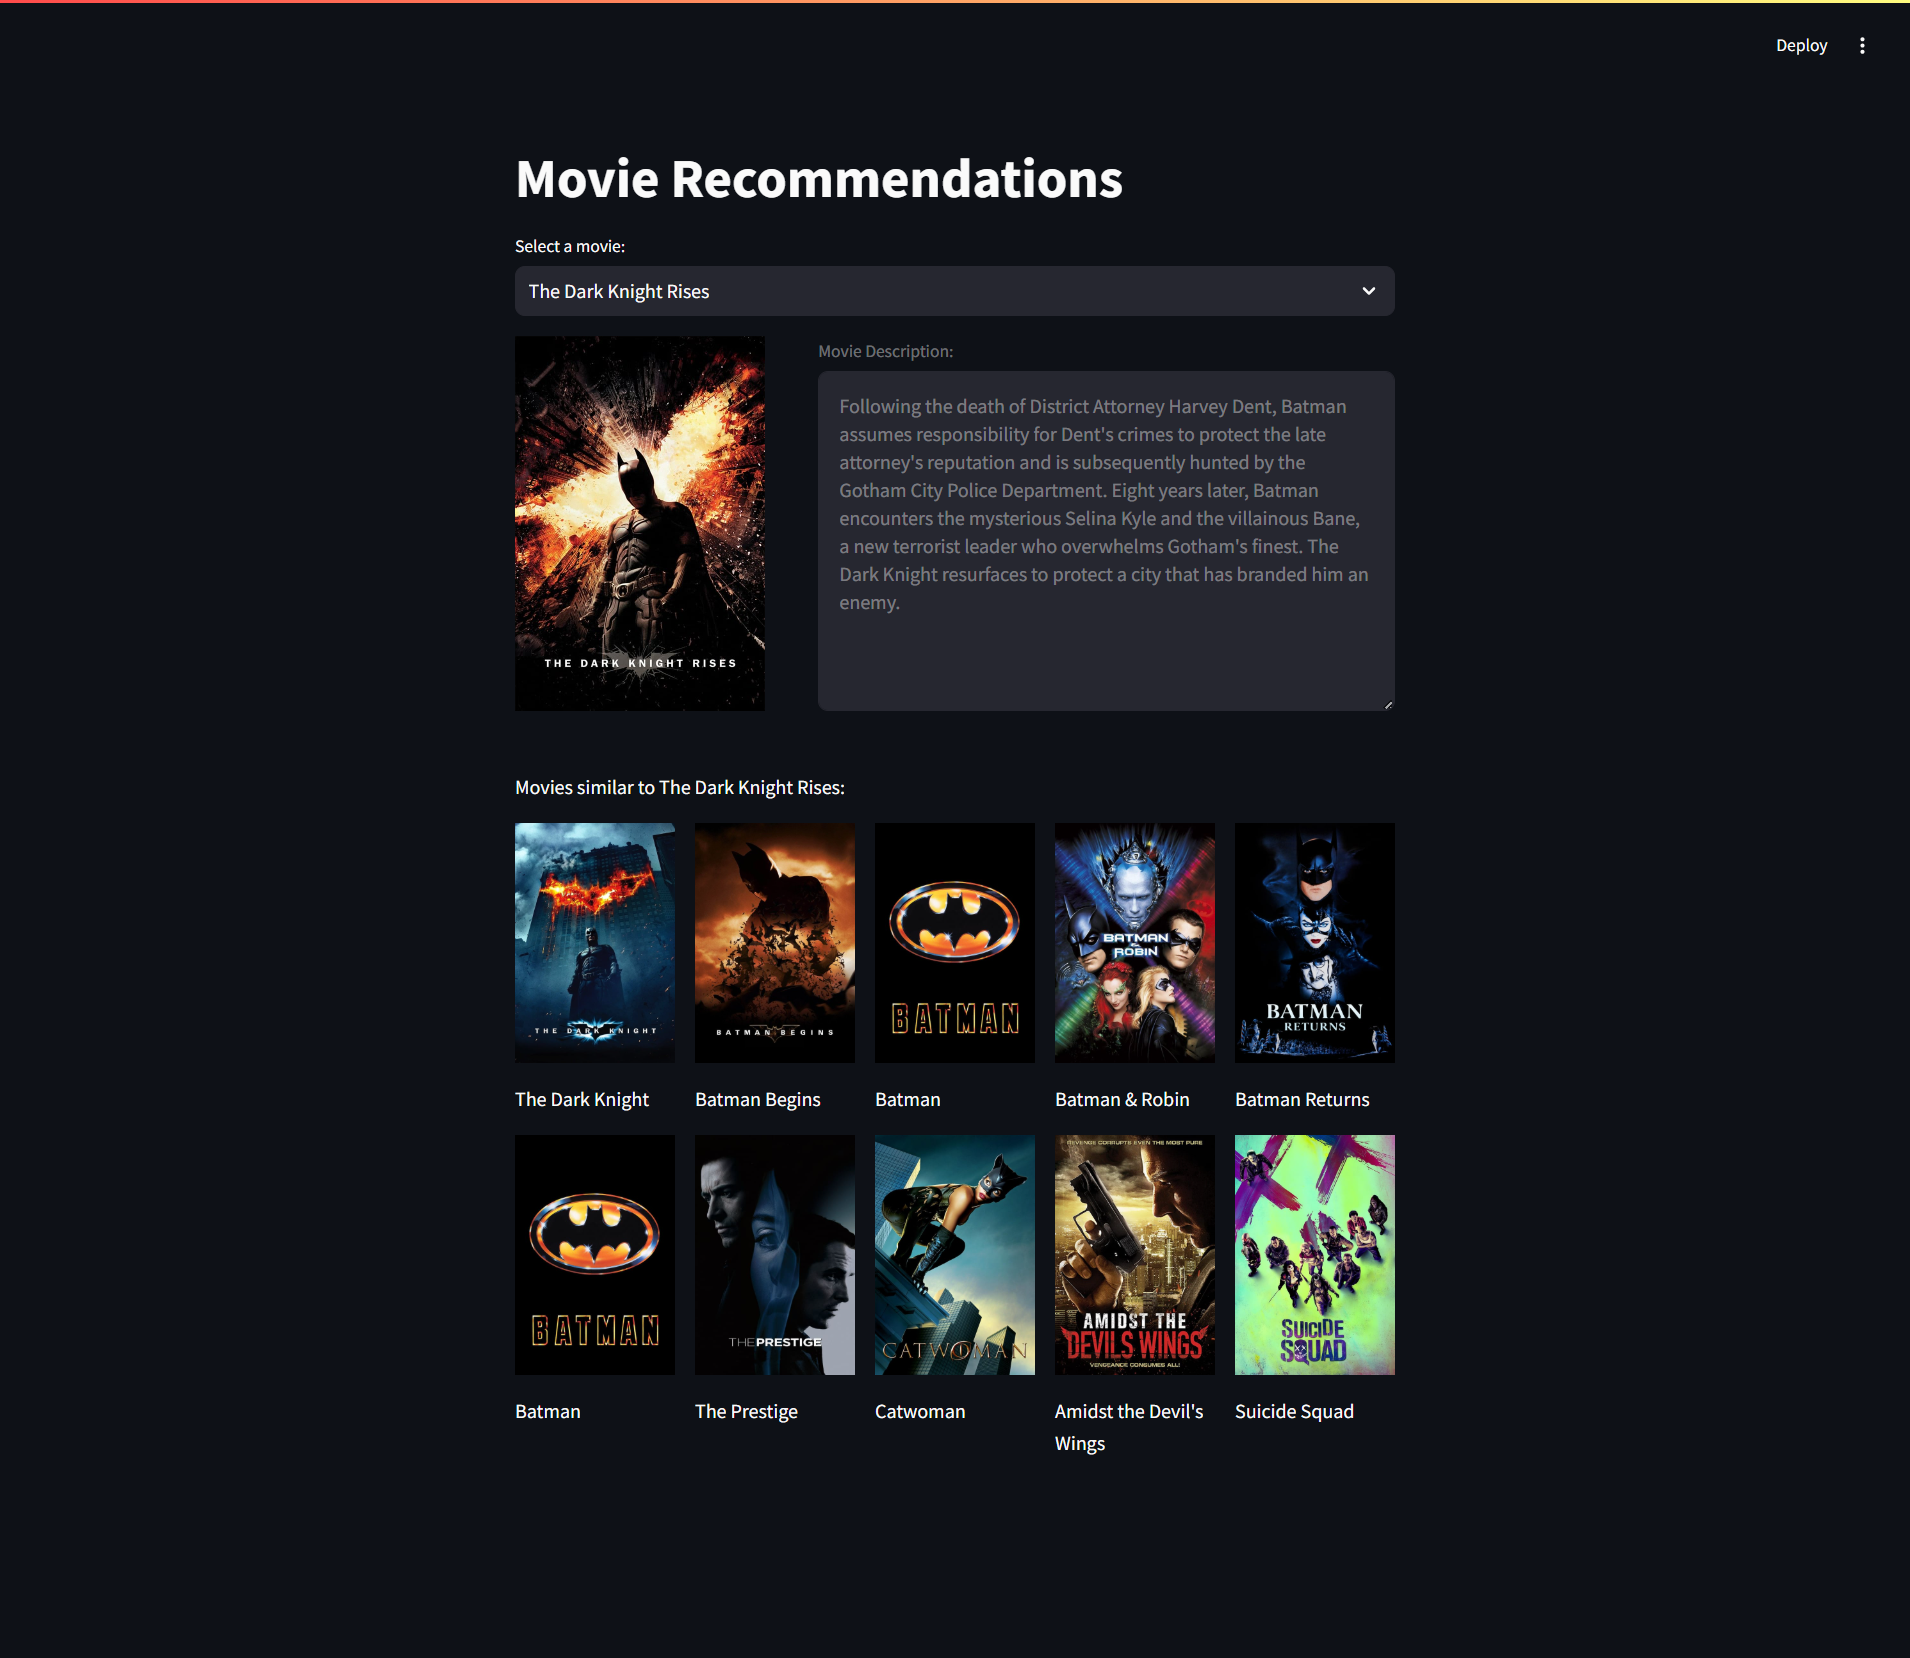 Deploy
Movie Recommendations
Select a movie:
The Dark Knight Rises
THE DARK KNIGHT RISES
Movie Description:
Following the death of District Attorney Harvey Dent, Batman
assumes responsibility for Dent's crimes to protect the late
attorney's reputation and is subsequently hunted by the
Gotham City Police Department. Eight years later, Batman
encounters the mysterious Selina Kyle and the villainous Bane,
a new terrorist leader who overwhelms Gotham's finest. The
Dark Knight resurfaces to protect a city that has branded him an
enemy.
Movies similar to The Dark Knight Rises:
THE DARK KNIGHT
BATMAN BEGINS
BATMAN
BATMAN
&
ROBIN
BATMAN
RETURNS
The Dark Knight
Batman Begins
Batman
Batman & Robin
Batman Returns
BATMAN
THEPRESTIGE
CATWOMAN
REVENGE CORRUPTS EVEN THE MOST PURE
AMIDST THE
DEVILS WINGS
VENGEANCE CONSUMES ALL!
SUICIDE
SQUAD
Batman
The Prestige
Catwoman
Amidst the Devil's
Wings
Suicide Squad